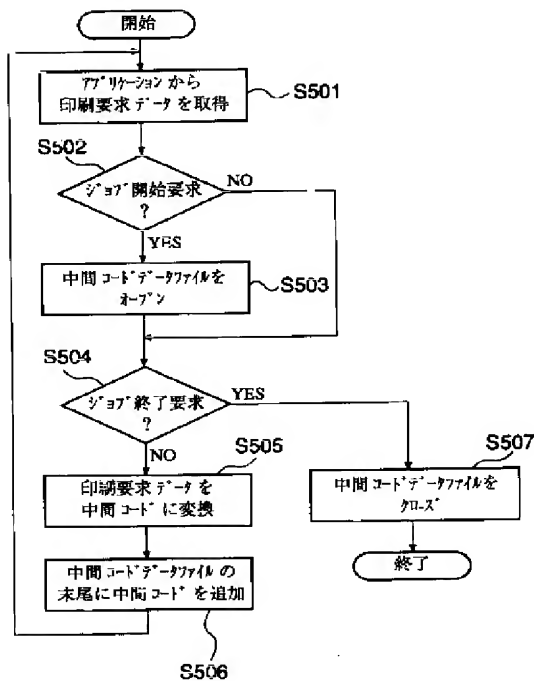 開始
アプリケーションから
印刷要求データを取得
S501
S502
ジョブ開始要求
?
NO
YES
中間コードデータファイルを
オープン
S503
S504
ジョブ終了要求
?
YES
NO
S505
印刷要求データを
中間コードに変換
S507
中間コードデータファイルを
クローズ
終了
中間コードデータファイルの
末尾に中間コードを追加
S506